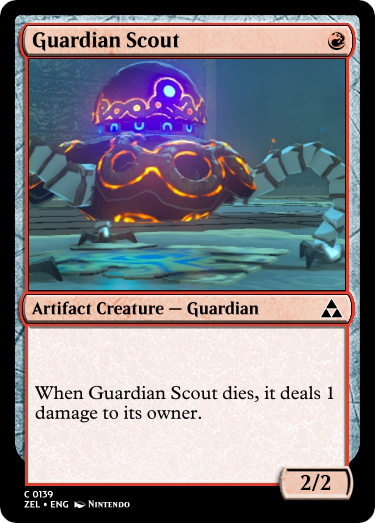 Guardian Scout
Artifact Creature — Guardian
When Guardian Scout dies, it deals 1
damage to its owner.
2/2
C 0139
ZEL • ENG Nintendo